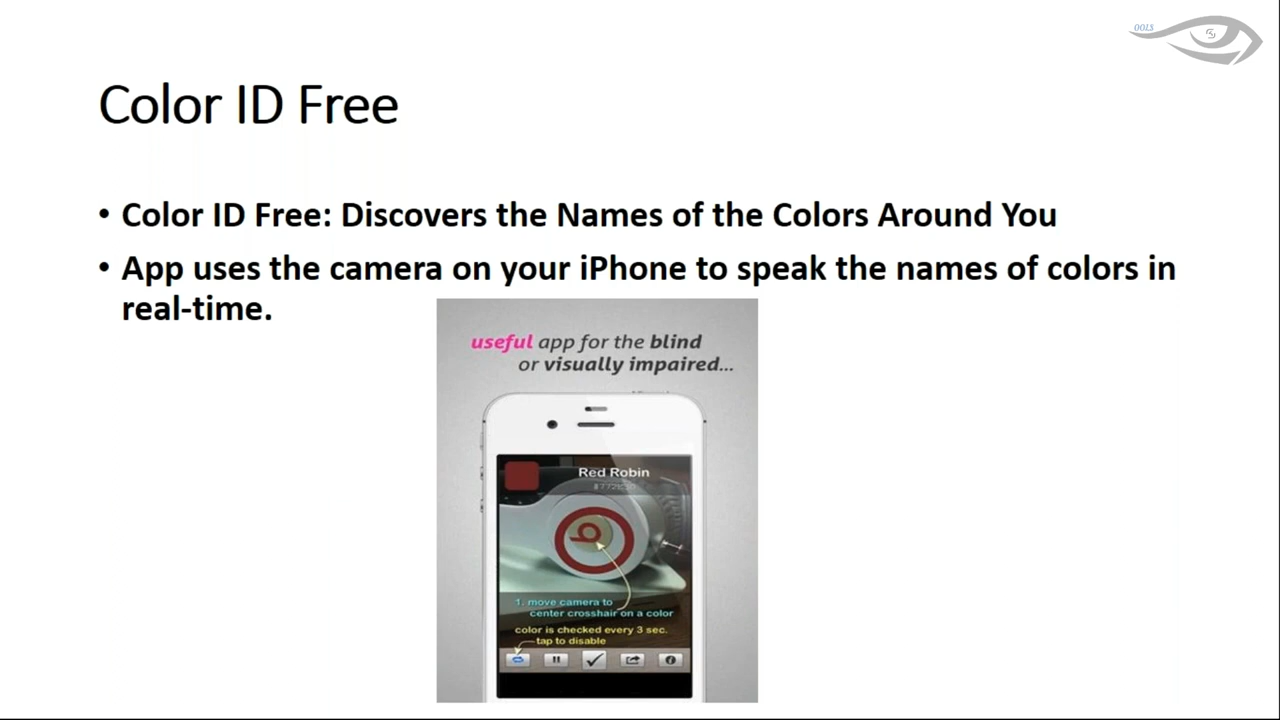 OOLS
Color ID Free
• Color ID Free: Discovers the Names of the Colors Around You
• App uses the camera on your iPhone to speak the names of colors in
real-time.
useful app for the blind
or visually impaired...
Red Robin
1. move camera to
center crosshair on a color
color is checked every 3 sec.
tap to disable